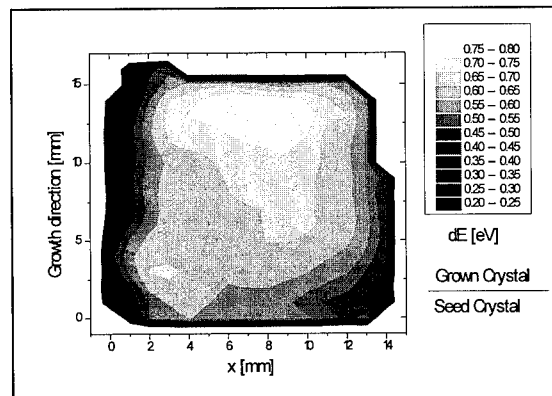 15
10
5
0
Growth direction [mm]
0 2 4 6 8 10 12 14
x [mm]
0.75 – 0.80
0.70 – 0.75
0.65 – 0.70
0.60 – 0.65
0.55 – 0.60
0.50 – 0.55
0.45 – 0.50
0.40 – 0.45
0.35 – 0.40
0.30 – 0.35
0.25 – 0.30
0.20 – 0.25
dE [eV]
Grown Crystal
Seed Crystal